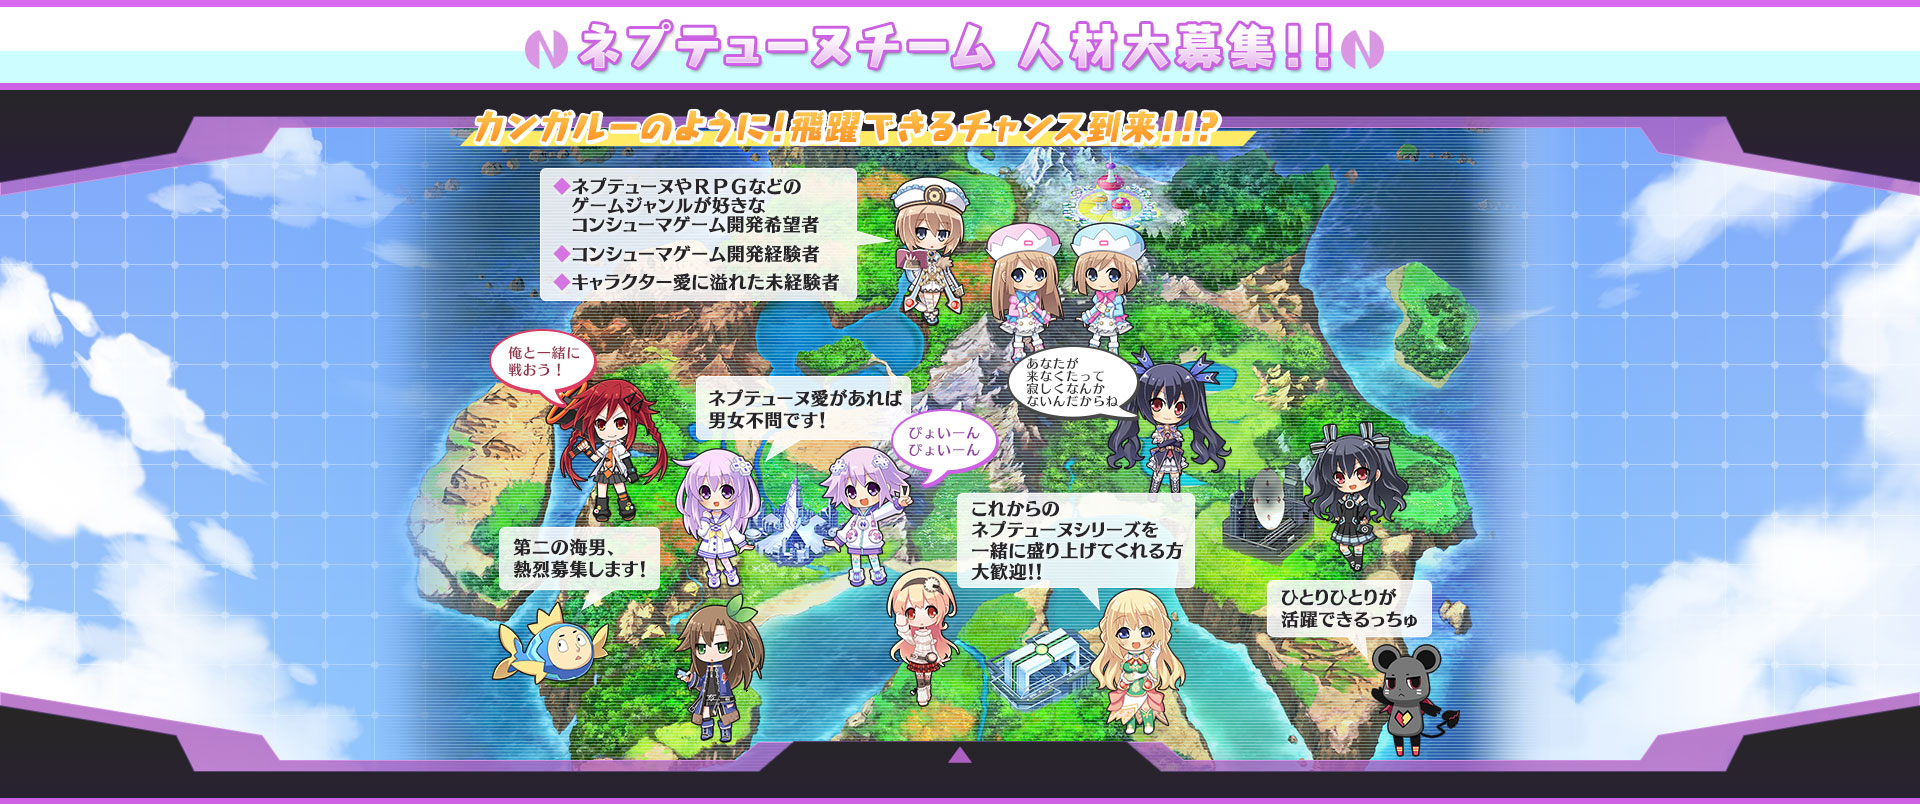 ネプテューヌチーム 人材大募集!!
カンガルーのように!飛躍できるチャンス到来!!?
◆ネプテューヌやRPGなどの
ゲームジャンルが好きな
コンシューマゲーム開発希望者
◆コンシューマゲーム開発経験者
◆キャラクター愛に溢れた未経験者
俺と一緒に
戦おう!
あなたが
来なくたって
寂しくなんか
ないんだからね
ネプテューヌ愛があれば
男女不問です!
ぴょいーん
ぴょいーん
これからの
ネプテューヌシリーズを
一緒に盛り上げてくれる方
大歓迎!!
第二の海男、
熱烈募集します!
ひとりひとりが
活躍できるっちゅ